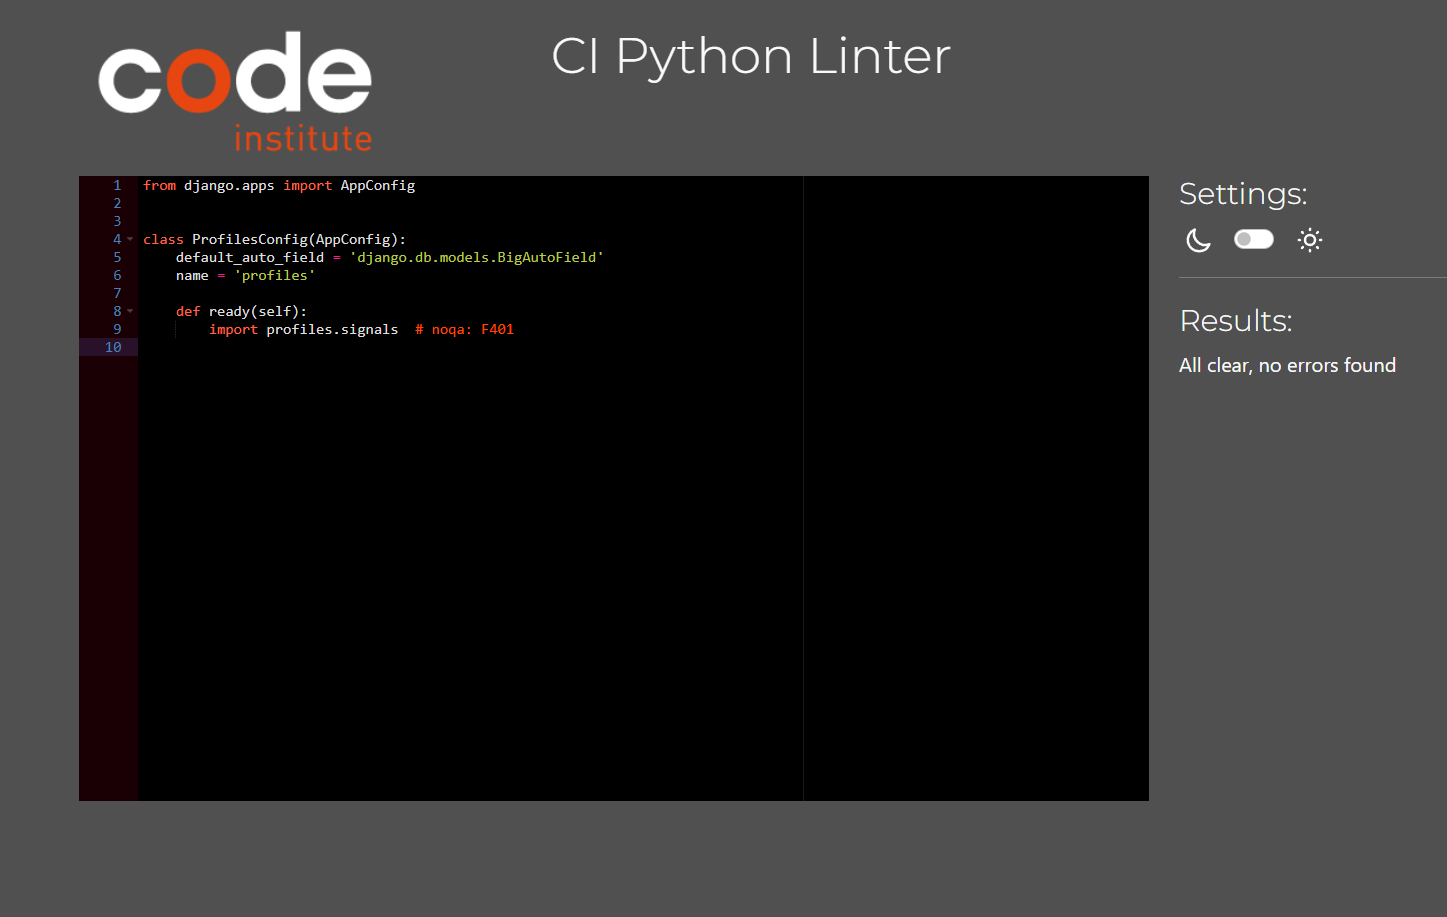 code
institute
CI Python Linter
1 from django.apps import AppConfig
2
3
4 class ProfilesConfig(AppConfig):
5     default_auto_field = 'django.db.models.BigAutoField'
6     name = 'profiles'
7
8     def ready(self):
9         import profiles.signals  # noqa: F401
10
Settings:
Results:
All clear, no errors found